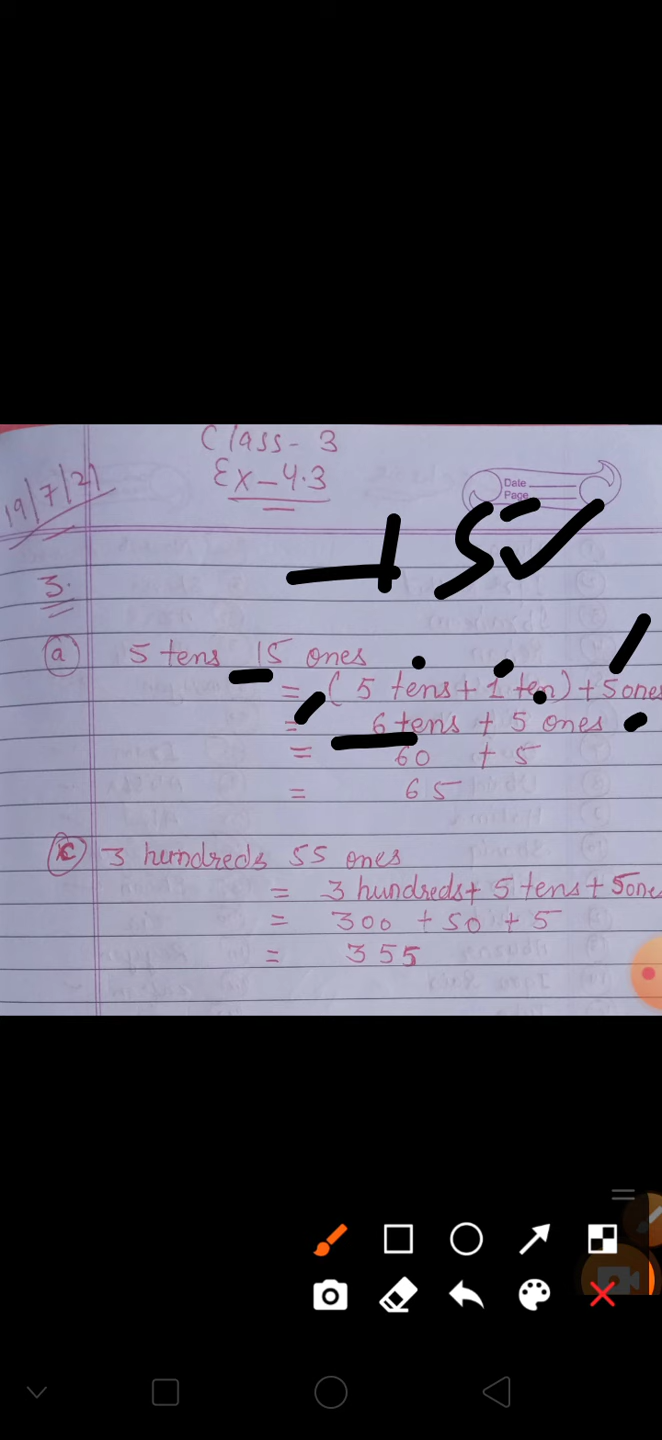 Class-3
Ex-4.3
19/7/21
Date
Page
3.
a 5 tens 15 ones
= (5 tens + 1 ten) + 5 ones
= 6 tens + 5 ones
= 60 + 5
= 65
c 3 hundreds 55 ones
= 3 hundreds + 5 tens + 5 one
= 300 + 50 + 5
= 355